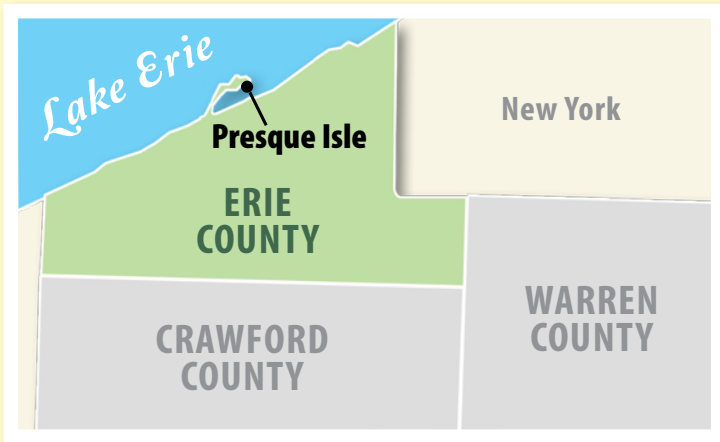 Lake Erie
New York
Presque Isle
ERIE
COUNTY
WARREN
COUNTY
CRAWFORD
COUNTY